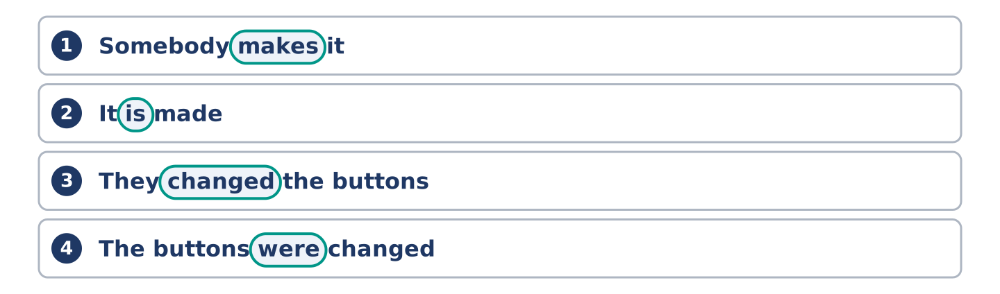 1 Somebody makes it
2 It is made
3 They changed the buttons
4 The buttons were changed